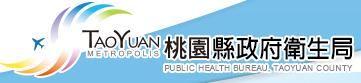 TAOYUAN
METROPOLIS
桃園縣政府衛生局
PUBLIC HEALTH BUREAU, TAOYUAN COUNTY